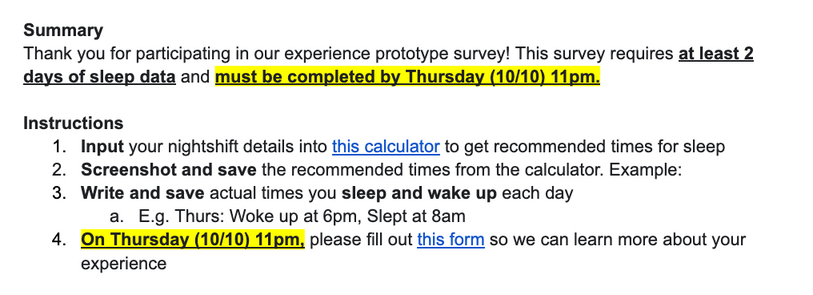 Summary
Thank you for participating in our experience prototype survey! This survey requires at least 2
days of sleep data and must be completed by Thursday (10/10) 11pm.
Instructions
1. Input your nightshift details into this calculator to get recommended times for sleep
2. Screenshot and save the recommended times from the calculator. Example:
3. Write and save actual times you sleep and wake up each day
a. E.g. Thurs: Woke up at 6pm, Slept at 8am
4. On Thursday (10/10) 11pm, please fill out this form so we can learn more about your
experience